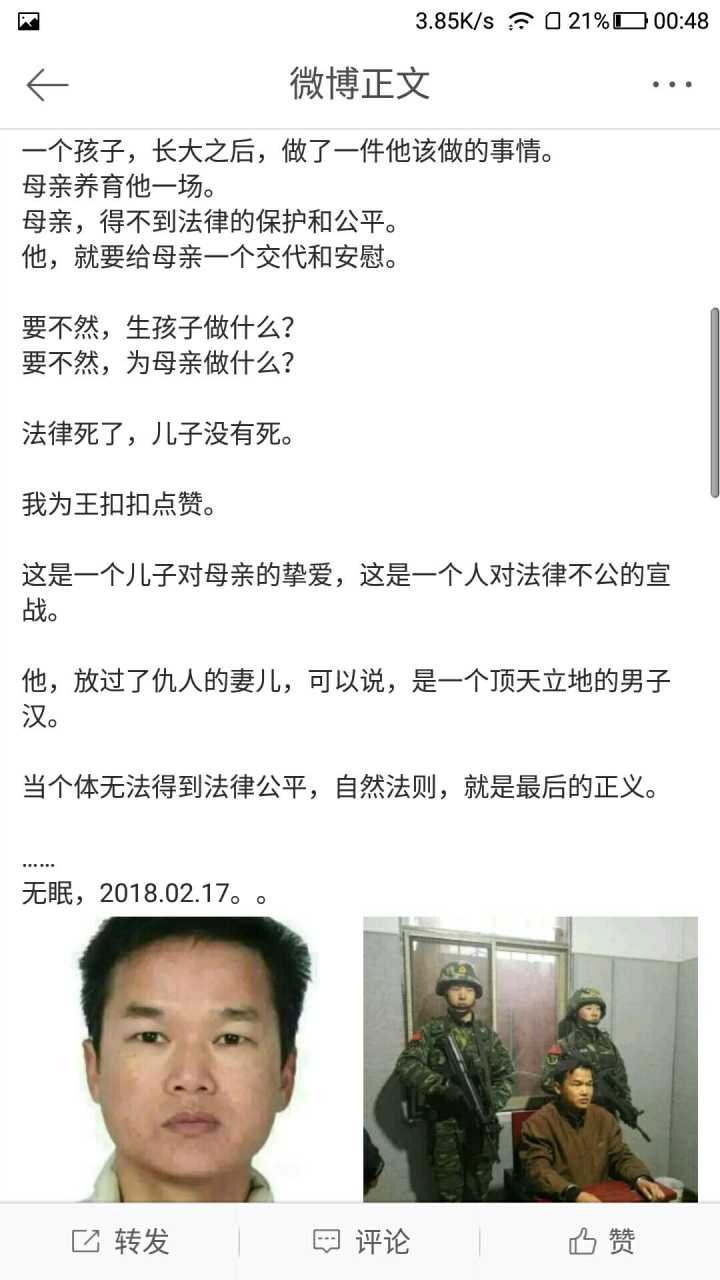 3.85K/s 21% 00:48
微博正文
一个孩子，长大之后，做了一件他该做的事情。
母亲养育他一场。
母亲，得不到法律的保护和公平。
他，就要给母亲一个交代和安慰。
要不然，生孩子做什么？
要不然，为母亲做什么？
法律死了，儿子没有死。
我为王扣扣点赞。
这是一个儿子对母亲的挚爱，这是一个人对法律不公的宣
战。
他，放过了仇人的妻儿，可以说，是一个顶天立地的男子
汉。
当个体无法得到法律公平，自然法则，就是最后的正义。
……
无眠，2018.02.17。。
转发 评论 赞